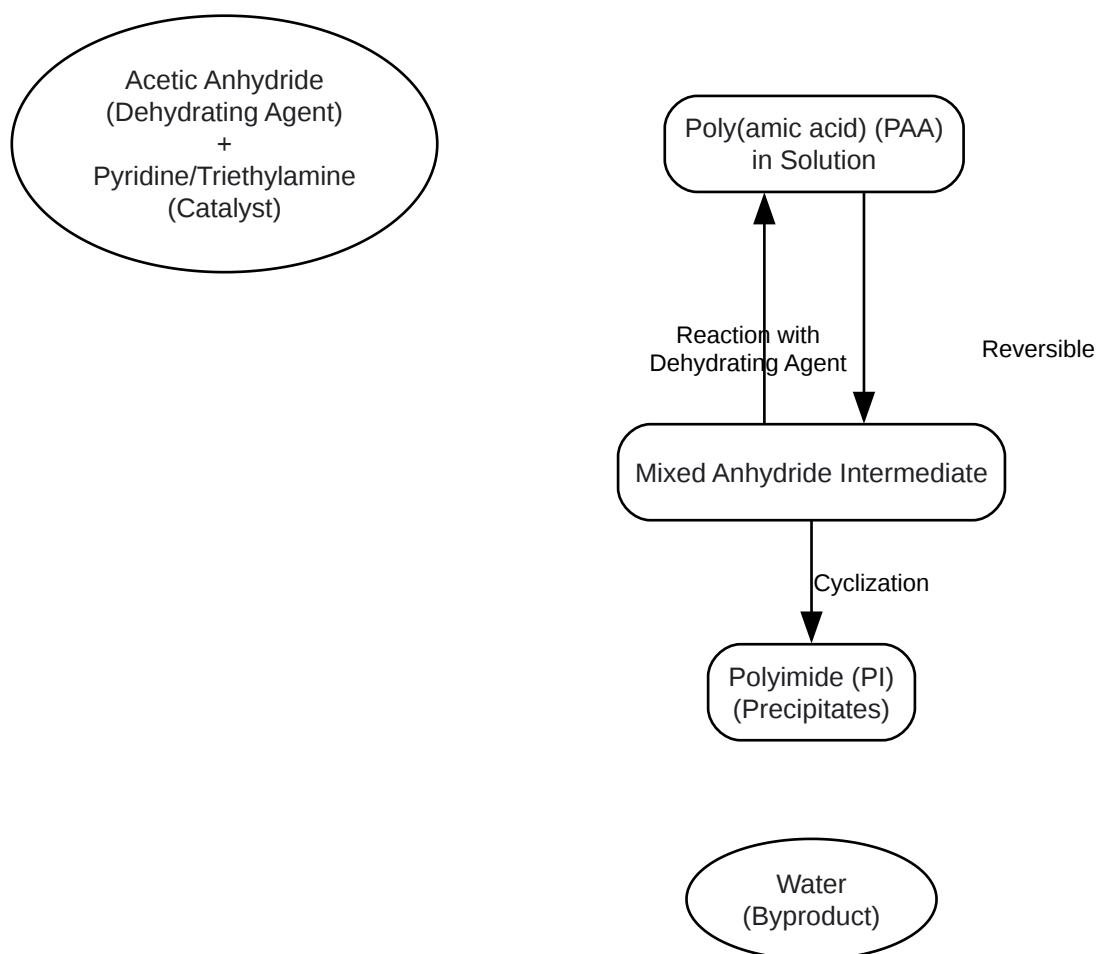 Acetic Anhydride
(Dehydrating Agent)
+
Pyridine/Triethylamine
(Catalyst)
Poly(amic acid) (PAA)
in Solution
Reaction with
Dehydrating Agent
Reversible
Mixed Anhydride Intermediate
Cyclization
Polyimide (PI)
(Precipitates)
Water
(Byproduct)